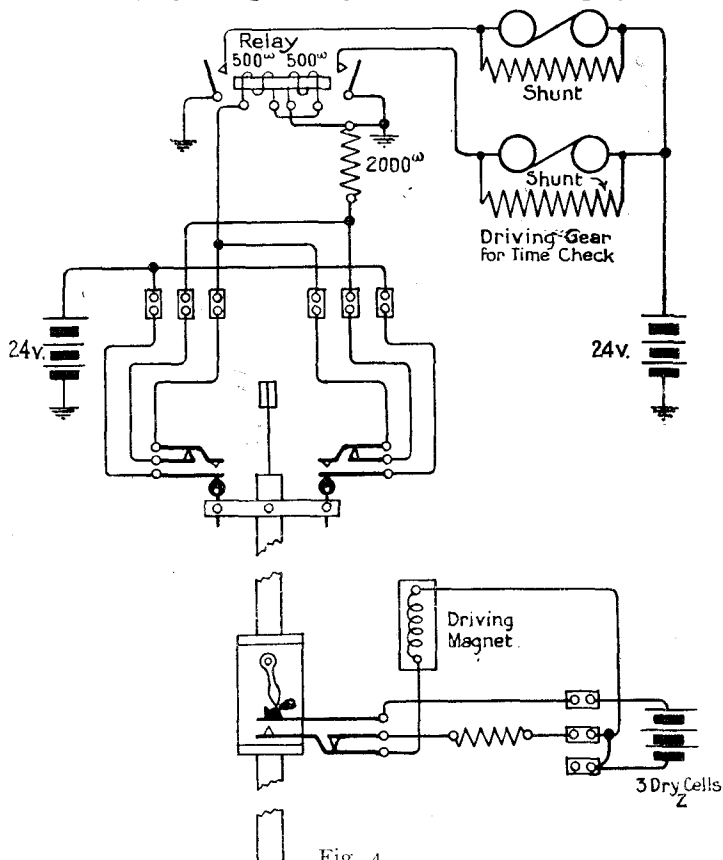 Relay
500ω 500ω
Shunt
2000ω
Shunt
Driving Gear
for Time Check
24v.
24v.
Driving
Magnet
3 Dry Cells
Z
Fig. 4